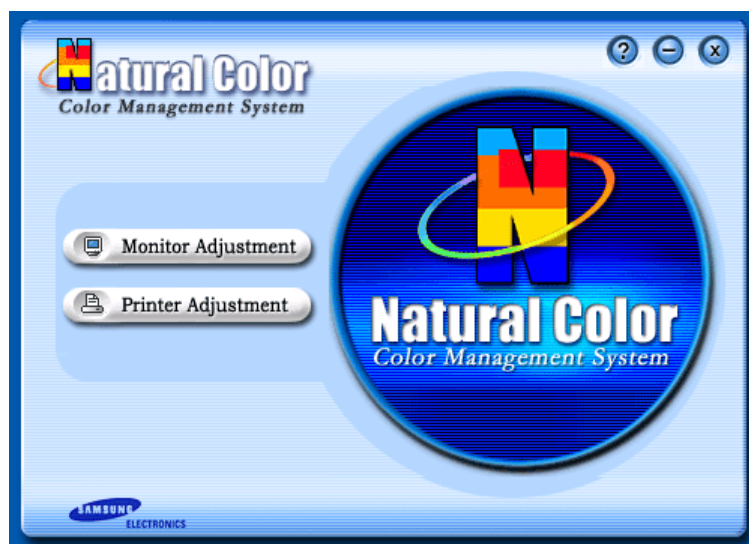 Natural Color
Color Management System
? – x
Monitor Adjustment
Printer Adjustment
N
Natural Color
Color Management System
SAMSUNG
ELECTRONICS